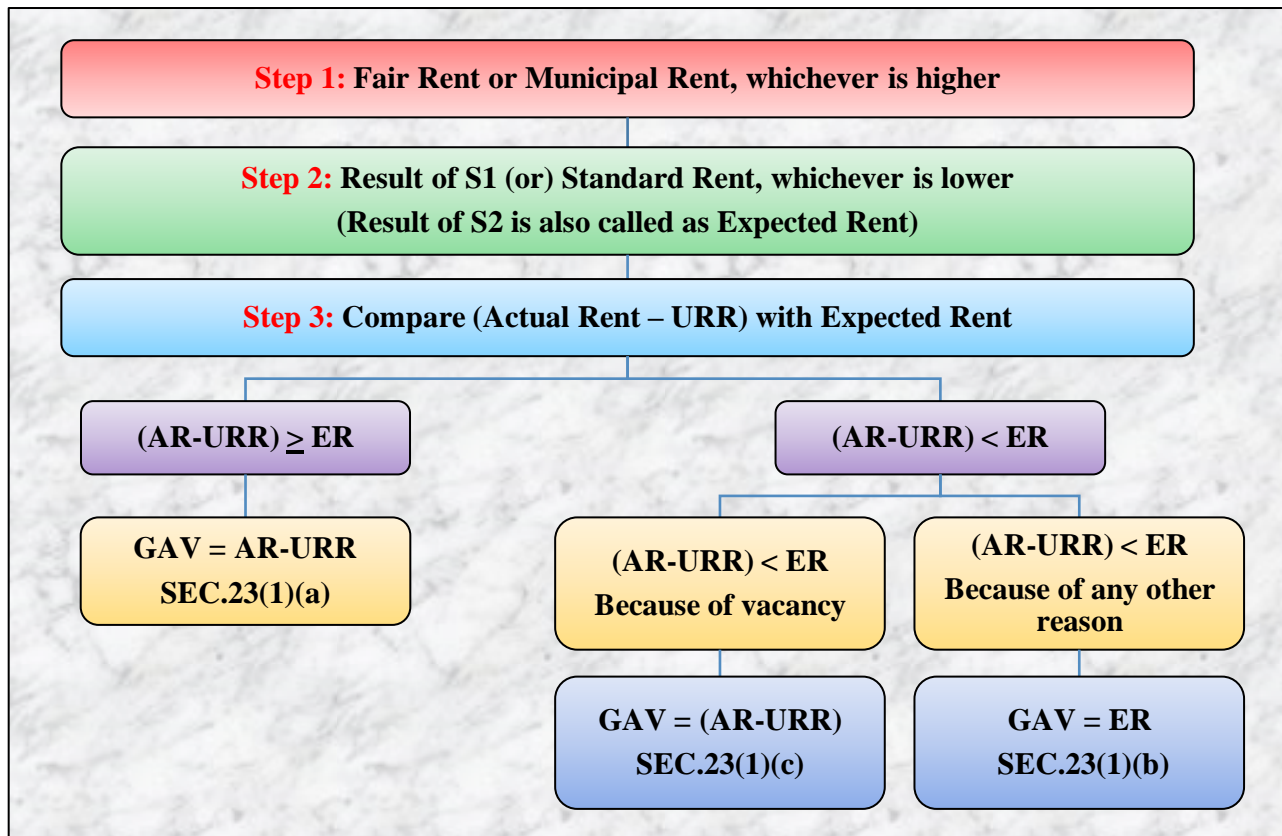 Step 1: Fair Rent or Municipal Rent, whichever is higher
Step 2: Result of S1 (or) Standard Rent, whichever is lower
(Result of S2 is also called as Expected Rent)
Step 3: Compare (Actual Rent – URR) with Expected Rent
(AR-URR) ≥ ER
(AR-URR) < ER
GAV = AR-URR
SEC.23(1)(a)
(AR-URR) < ER
Because of vacancy
(AR-URR) < ER
Because of any other
reason
GAV = (AR-URR)
SEC.23(1)(c)
GAV = ER
SEC.23(1)(b)